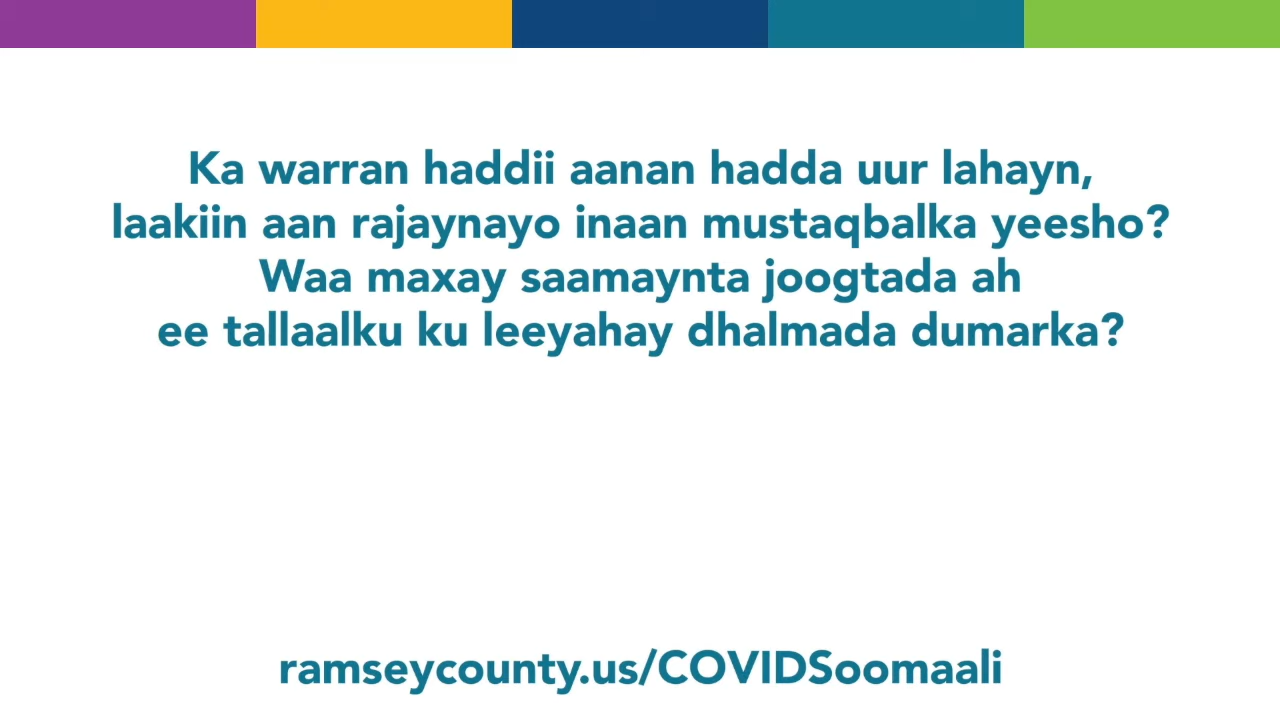 Ka warran haddii aanan hadda uur lahayn,
laakiin aan rajaynayo inaan mustaqbalka yeesho?
Waa maxay saamaynta joogtada ah
ee tallaalku ku leeyahay dhalmada dumarka?
ramseycounty.us/COVIDSoomaali